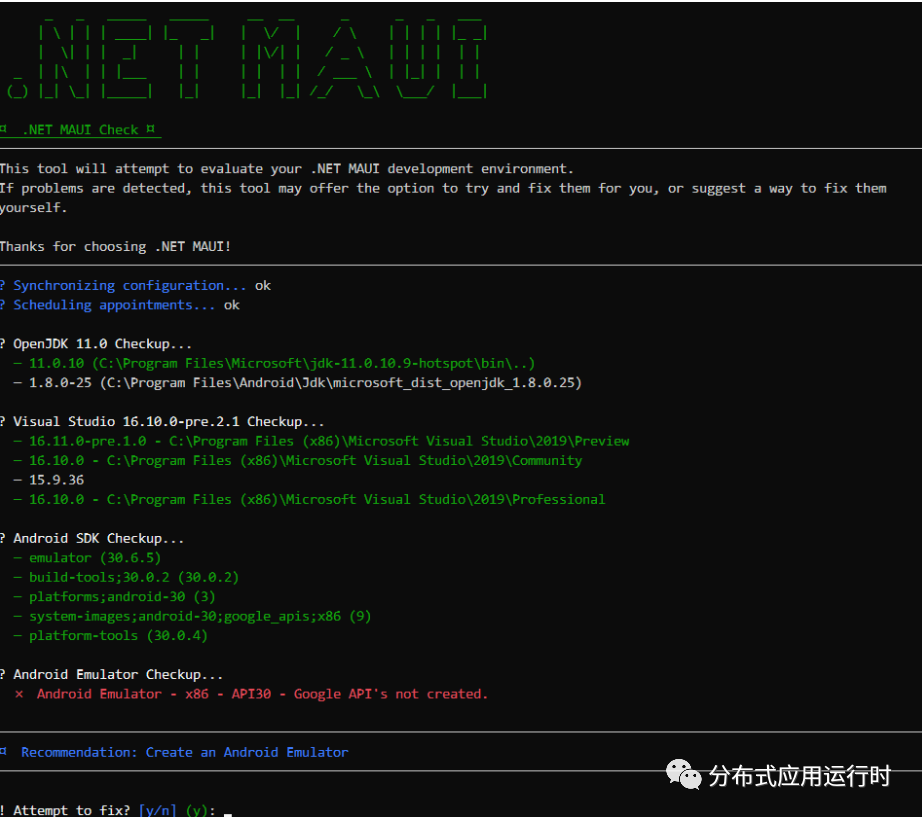 .NET MAUI
¤ .NET MAUI Check ¤
This tool will attempt to evaluate your .NET MAUI development environment.
If problems are detected, this tool may offer the option to try and fix them for you, or suggest a way to fix them
yourself.
Thanks for choosing .NET MAUI!
? Synchronizing configuration... ok
? Scheduling appointments... ok
? OpenJDK 11.0 Checkup...
– 11.0.10 (C:\Program Files\Microsoft\jdk-11.0.10.9-hotspot\bin\..)
– 1.8.0-25 (C:\Program Files\Android\Jdk\microsoft_dist_openjdk_1.8.0.25)
? Visual Studio 16.10.0-pre.2.1 Checkup...
– 16.11.0-pre.1.0 - C:\Program Files (x86)\Microsoft Visual Studio\2019\Preview
– 16.10.0 - C:\Program Files (x86)\Microsoft Visual Studio\2019\Community
– 15.9.36
– 16.10.0 - C:\Program Files (x86)\Microsoft Visual Studio\2019\Professional
? Android SDK Checkup...
– emulator (30.6.5)
– build-tools;30.0.2 (30.0.2)
– platforms;android-30 (3)
– system-images;android-30;google_apis;x86 (9)
– platform-tools (30.0.4)
? Android Emulator Checkup...
× Android Emulator - x86 - API30 - Google API's not created.
¤ Recommendation: Create an Android Emulator
分布式应用运行时
! Attempt to fix? [y/n] (y):